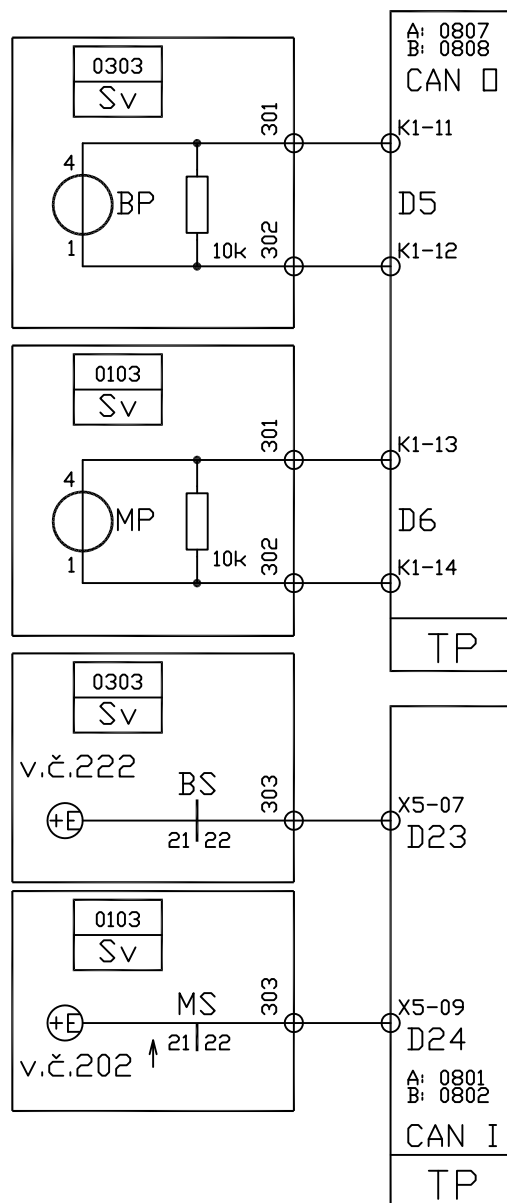 A: 0807
B: 0808
CAN O
0303
Sv
301
K1-11
4
BP
D5
1
10k
302
K1-12
0103
Sv
301
K1-13
4
MP
D6
1
10k
302
K1-14
TP
0303
Sv
v.č.222
BS
303
X5-07
+E
21 22
D23
0103
Sv
MS
303
X5-09
+E
21 22
D24
v.č.202
A: 0801
B: 0802
CAN I
TP